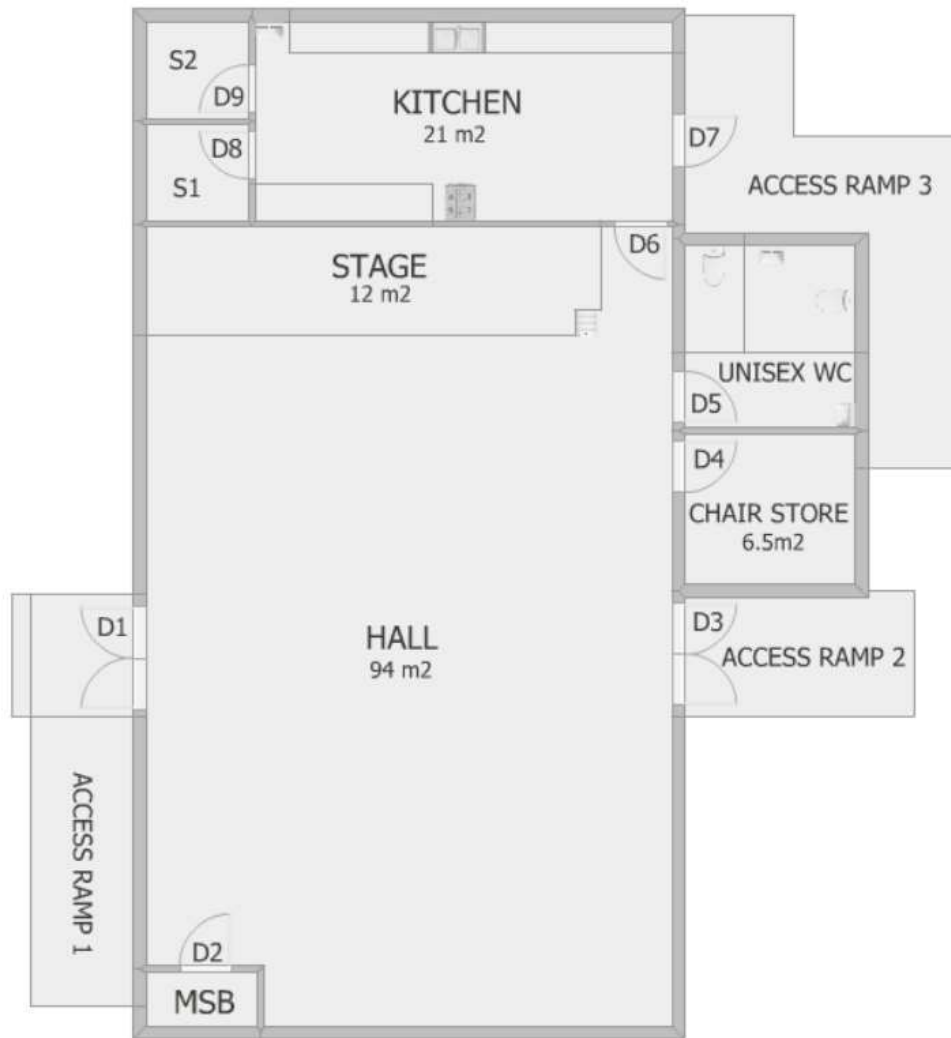 S2
D9
KITCHEN
21 m2
D7
D8
S1
ACCESS RAMP 3
D6
STAGE
12 m2
UNISEX WC
D5
D4
CHAIR STORE
6.5m2
D1
HALL
94 m2
D3
ACCESS RAMP 2
ACCESS RAMP 1
D2
MSB